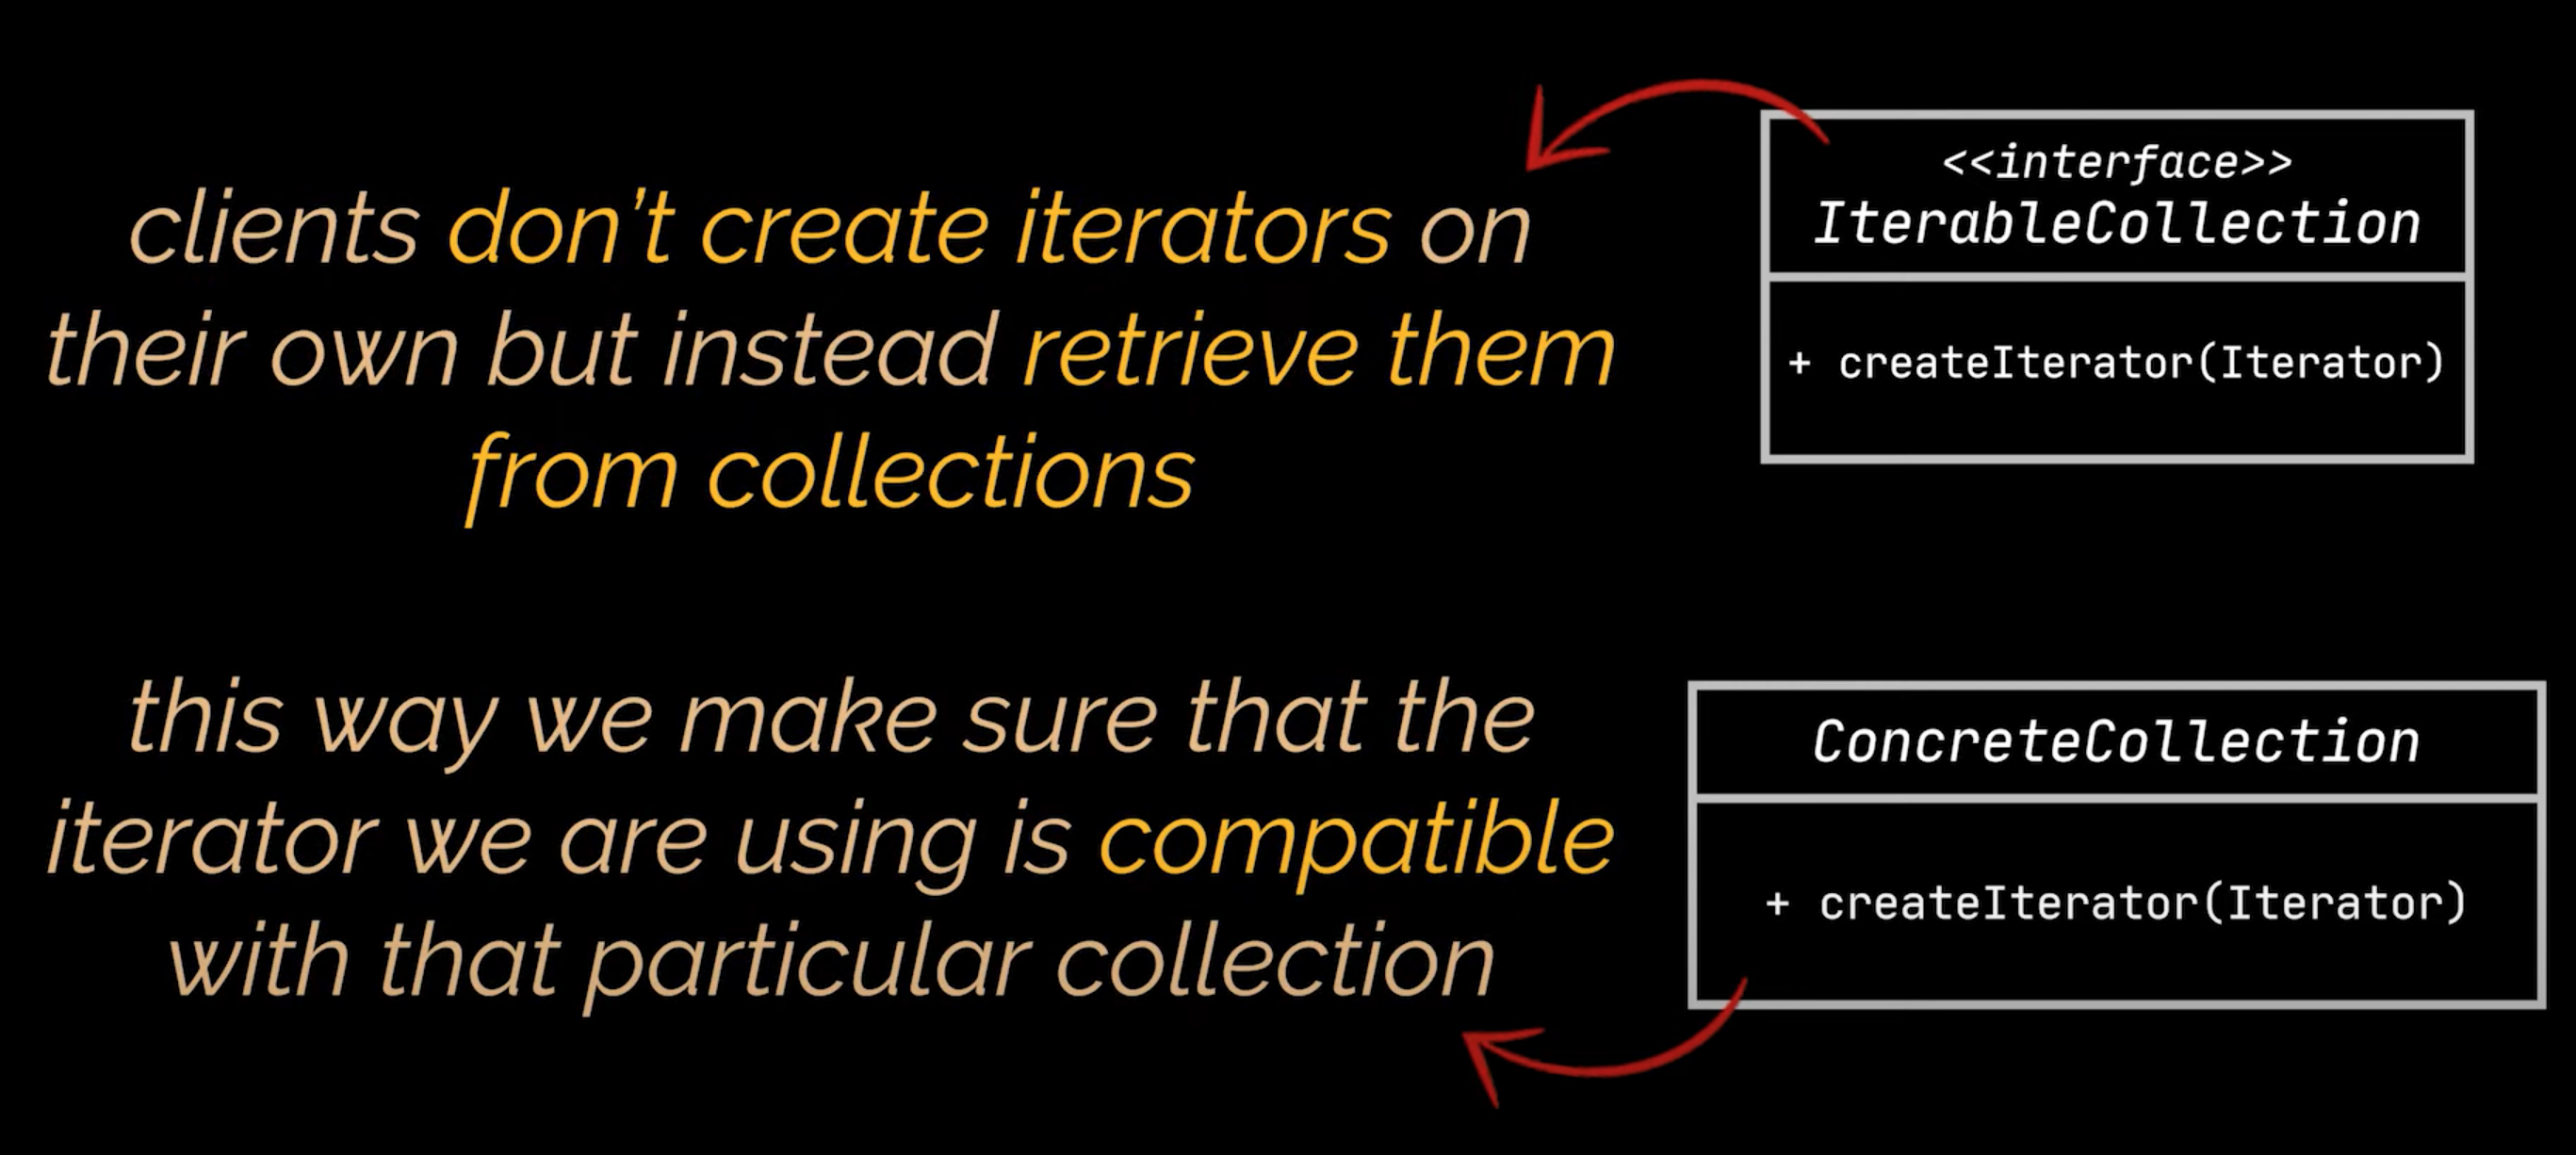 clients don't create iterators on
their own but instead retrieve them
from collections
<<interface>>
IterableCollection
+ createIterator(Iterator)
this way we make sure that the
iterator we are using is compatible
with that particular collection
ConcreteCollection
+ createIterator(Iterator)